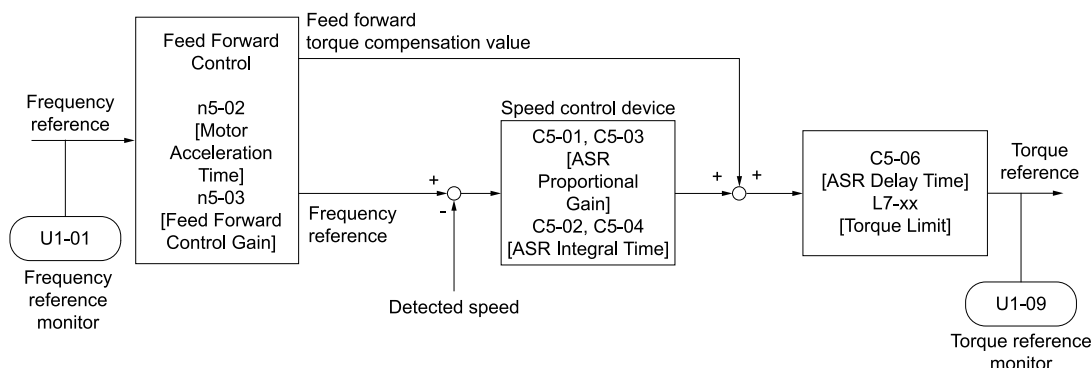 Feed forward
torque compensation value
Feed Forward
Control
n5-02
[Motor
Acceleration
Time]
n5-03
[Feed Forward
Control Gain]
Frequency
reference
U1-01
Frequency
reference
monitor
+
-
Frequency
reference
Detected speed
Speed control device
C5-01, C5-03
[ASR
Proportional
Gain]
C5-02, C5-04
[ASR Integral Time]
+
+
C5-06
[ASR Delay Time]
L7-xx
[Torque Limit]
Torque
reference
U1-09
Torque reference
monitor